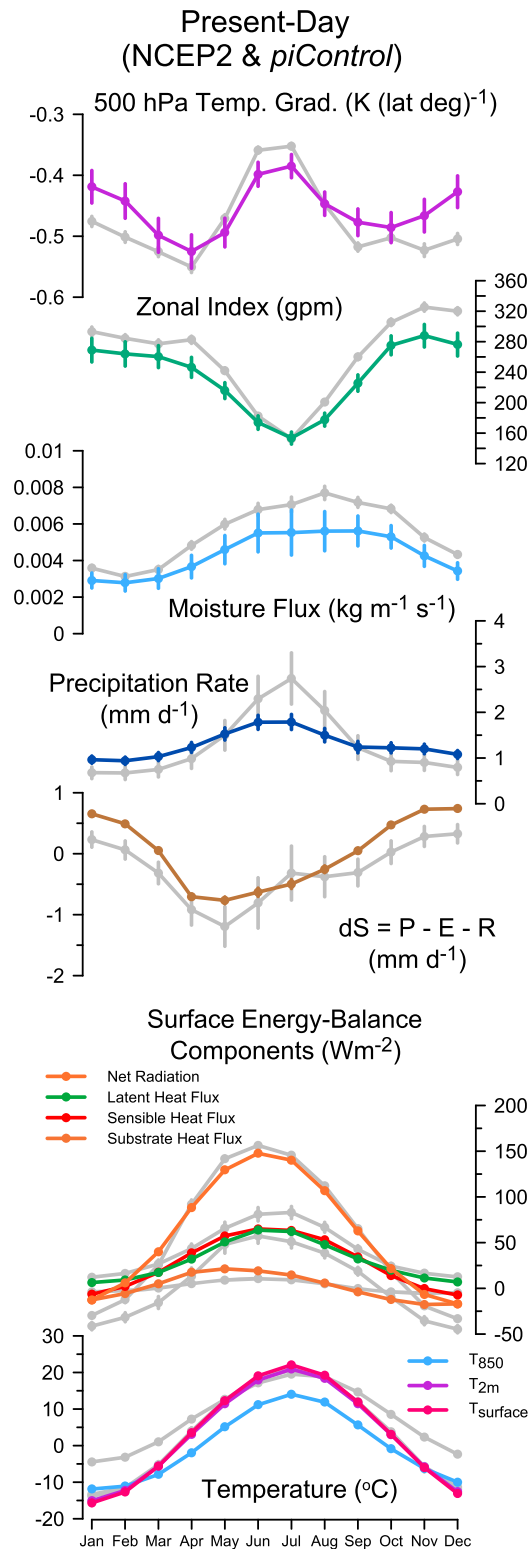 Present-Day
(NCEP2 & piControl)
500 hPa Temp. Grad. (K (lat deg)-1)
-0.3
-0.4
-0.5
-0.6
Zonal Index (gpm)
360
320
280
240
200
160
120
0.01
0.008
0.006
0.004
0.002
0
Moisture Flux (kg m-1 s-1)
4
3
2
1
0
Precipitation Rate
(mm d-1)
1
0
-1
-2
dS = P - E - R
(mm d-1)
Surface Energy-Balance
Components (Wm-2)
Net Radiation
Latent Heat Flux
Sensible Heat Flux
Substrate Heat Flux
200
150
100
50
0
-50
30
20
10
0
-10
-20
T850
T2m
Tsurface
Temperature (oC)
Jan Feb Mar Apr May Jun Jul Aug Sep Oct Nov Dec